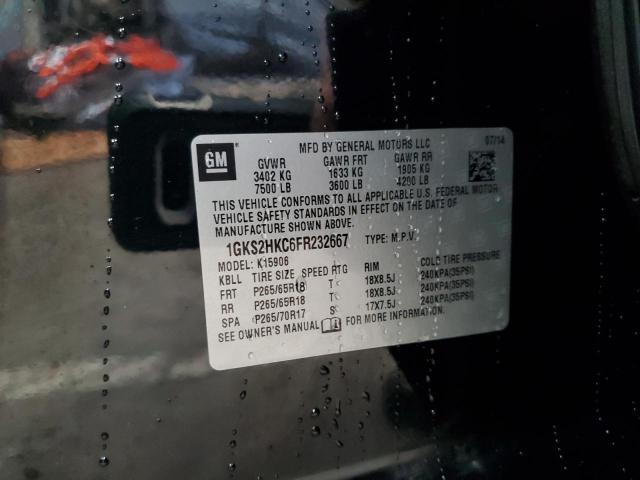 MFD BY GENERAL MOTORS LLC 07/14
GM
GVWR GAWR FRT GAWR RR
3402 KG 1633 KG 1905 KG
7500 LB 3600 LB 4200 LB
THIS VEHICLE CONFORMS TO ALL APPLICABLE U.S. FEDERAL MOTOR
VEHICLE SAFETY STANDARDS IN EFFECT ON THE DATE OF
MANUFACTURE SHOWN ABOVE.
1GKS2HKC6FR232667 TYPE: M.P.V.
MODEL: K15906
KBLL TIRE SIZE SPEED RTG RIM COLD TIRE PRESSURE
FRT P265/65R18 T 18X8.5J 240KPA(35PSI)
RR P265/65R18 T 18X8.5J 240KPA(35PSI)
SPA P265/70R17 S 17X7.5J 240KPA(35PSI)
SEE OWNER'S MANUAL FOR MORE INFORMATION.